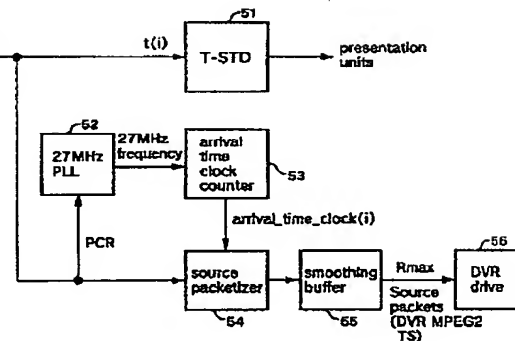 51
t(i)
T-STD
presentation
units
52
27MHz
PLL
27MHz
frequency
arrival
time
clock
counter
53
arrival_time_clock(i)
PCR
source
packetizer
54
smoothing
buffer
55
Rmax
Source
packets
(DVR MPEG2
TS)
56
DVR
drive